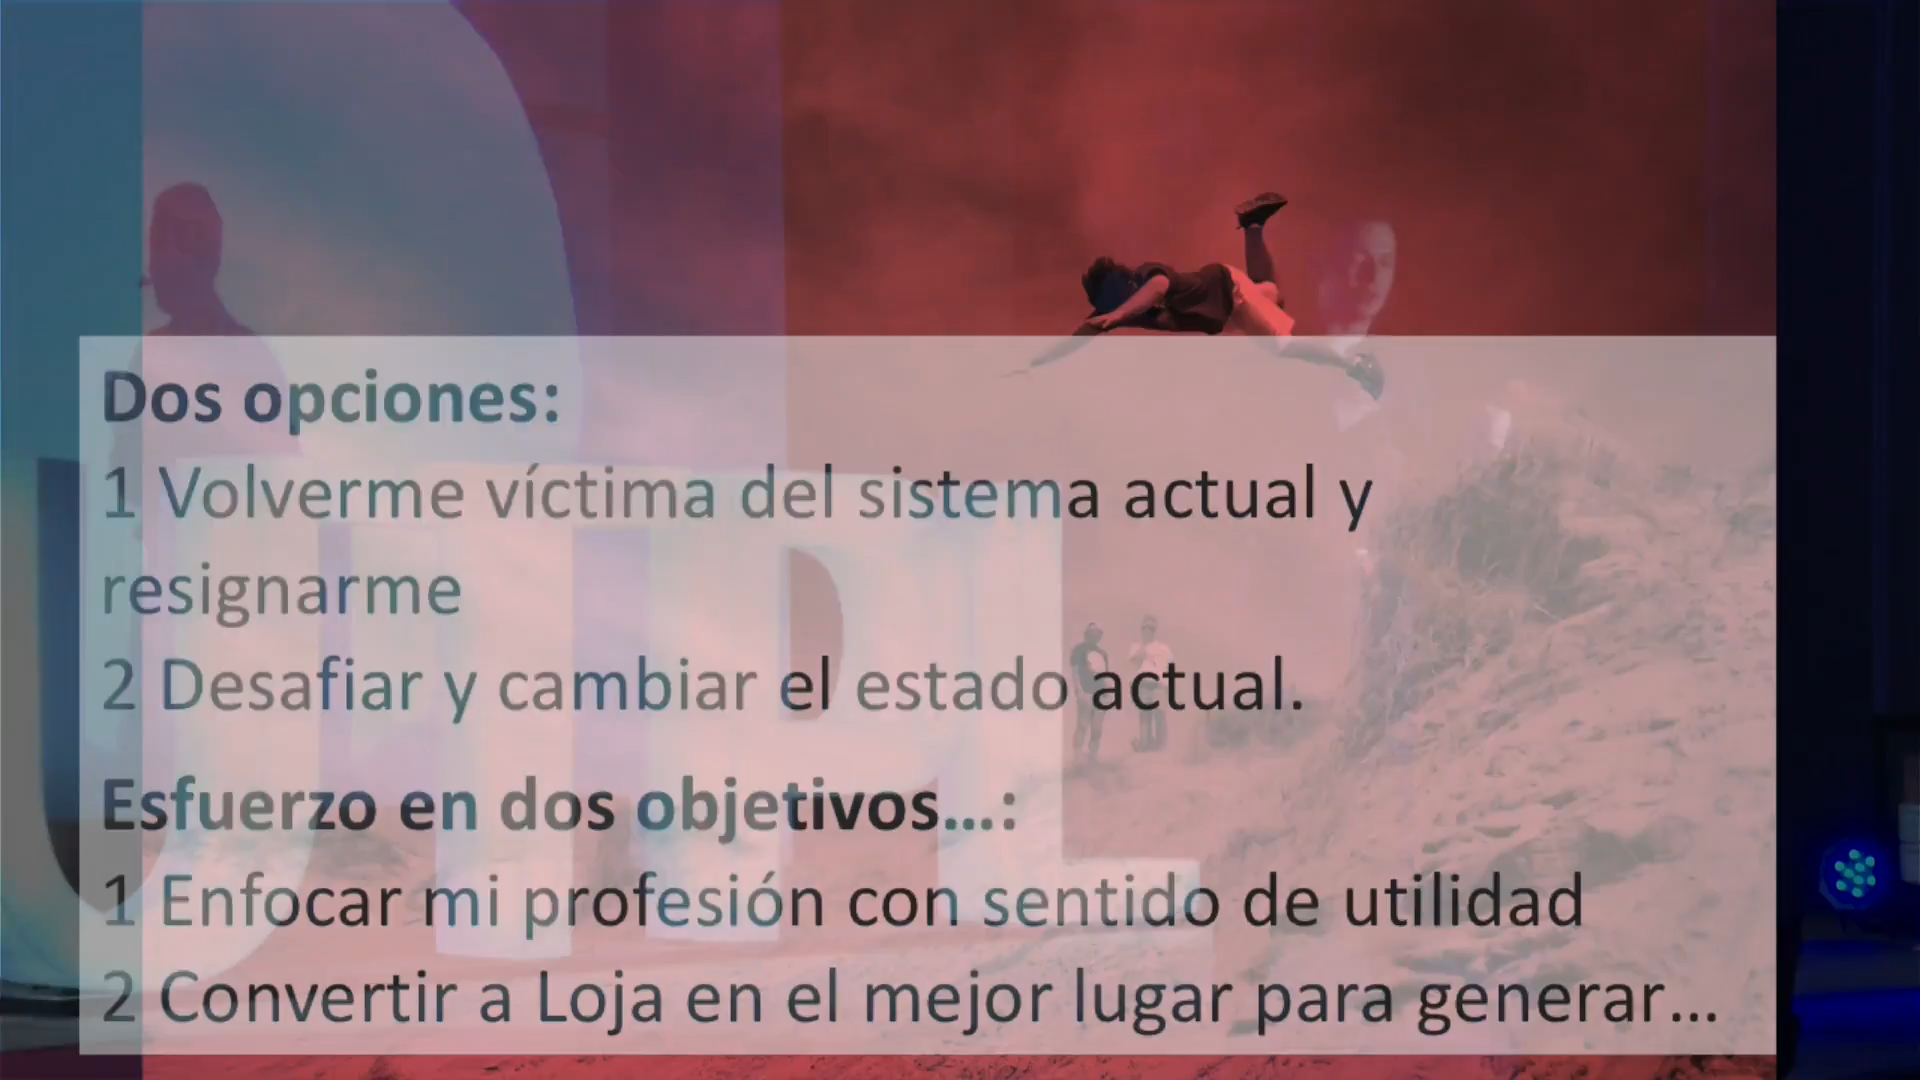 Dos opciones:
1 Volverme víctima del sistema actual y
resignarme
2 Desafiar y cambiar el estado actual.
Esfuerzo en dos objetivos...:
1 Enfocar mi profesión con sentido de utilidad
2 Convertir a Loja en el mejor lugar para generar...
UTPL